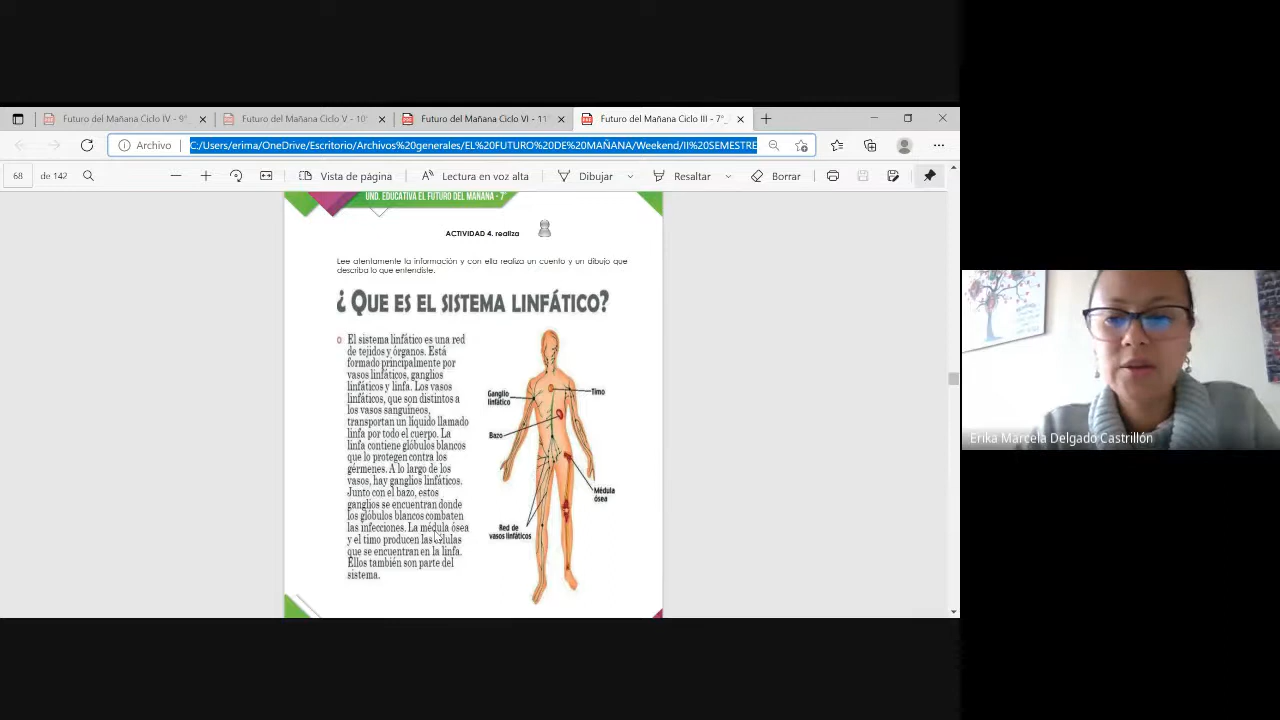 Futuro del Mañana Ciclo IV - 9°
Futuro del Mañana Ciclo V - 10°
Futuro del Mañana Ciclo VI - 11°
Futuro del Mañana Ciclo III - 7°_
Archivo
C:/Users/erima/OneDrive/Escritorio/Archivos%20generales/EL%20FUTURO%20DE%20MAÑANA/Weekend/II%20SEMESTRE
68 de 142
Vista de página
Lectura en voz alta
Dibujar
Resaltar
Borrar
UND. EDUCATIVA EL FUTURO DEL MAÑANA - 7°
ACTIVIDAD 4. realiza
Lee atentamente la información y con ella realiza un cuento y un dibujo que
describa lo que entendiste.
¿ QUE ES EL SISTEMA LINFÁTICO?
El sistema linfático es una red
de tejidos y órganos. Está
formado principalmente por
vasos linfáticos, ganglios
linfáticos y linfa. Los vasos
linfáticos, que son distintos a
los vasos sanguíneos,
transportan un líquido llamado
linfa por todo el cuerpo. La
linfa contiene glóbulos blancos
que lo protegen contra los
gérmenes. A lo largo de los
vasos, hay ganglios linfáticos.
Junto con el bazo, estos
ganglios se encuentran donde
los glóbulos blancos combaten
las infecciones. La médula ósea
y el timo producen las células
que se encuentran en la linfa.
Ellos también son parte del
sistema.
Ganglio
linfático
Timo
Bazo
Médula
ósea
Red de
vasos linfáticos
Erika Marcela Delgado Castrillón